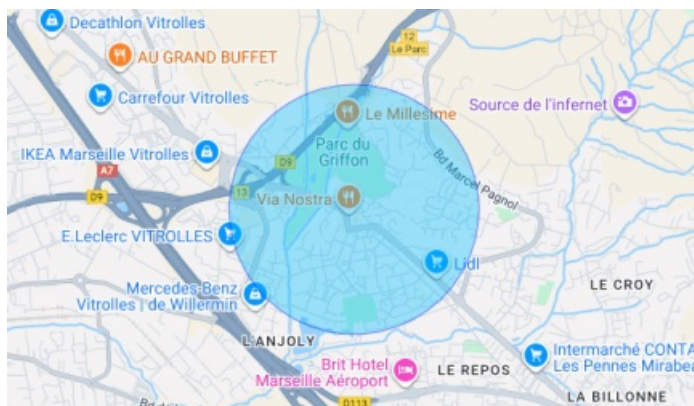 Decathlon Vitrolles
12
Le Parc
AU GRAND BUFFET
Carrefour Vitrolles
Le Millesime
Source de l'infernet
Parc du
Griffon
IKEA Marseille Vitrolles
D9
Bd Marcel Pagnol
A7
D9
13
Via Nostra
E.Leclerc VITROLLES
Lidl
Mercedes-Benz
Vitrolles | de Willermin
LE CROY
L'ANJOLY
Intermarché CONTA
Les Pennes Mirabea
Brit Hotel
Marseille Aéroport
LE REPOS
LA BILLONNE
D113